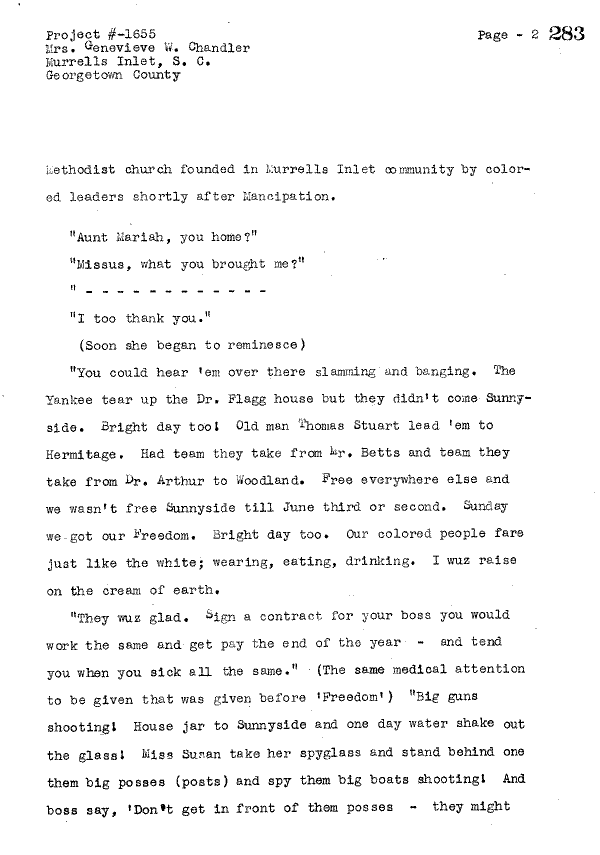 Project #-1655
Mrs. Genevieve W. Chandler
Murrells Inlet, S. C.
Georgetown County
Page - 2 283
Methodist church founded in Murrells Inlet community by color-
ed leaders shortly after Mancipation.
"Aunt Mariah, you home?"
"Missus, what you brought me?"
" - - - - - - - - - - - -
"I too thank you."
(Soon she began to reminesce)
"You could hear 'em over there slamming and banging. The
Yankee tear up the Dr. Flagg house but they didn't come Sunny-
side. Bright day too! Old man Thomas Stuart lead 'em to
Hermitage. Had team they take from Mr. Betts and team they
take from Dr. Arthur to Woodland. Free everywhere else and
we wasn't free Sunnyside till June third or second. Sunday
we got our Freedom. Bright day too. Our colored people fare
just like the white; wearing, eating, drinking. I wuz raise
on the cream of earth.
"They wuz glad. Sign a contract for your boss you would
work the same and get pay the end of the year - and tend
you when you sick all the same." (The same medical attention
to be given that was given before 'Freedom') "Big guns
shooting! House jar to Sunnyside and one day water shake out
the glass! Miss Susan take her spyglass and stand behind one
them big posses (posts) and spy them big boats shooting! And
boss say, 'Don't get in front of them posses - they might